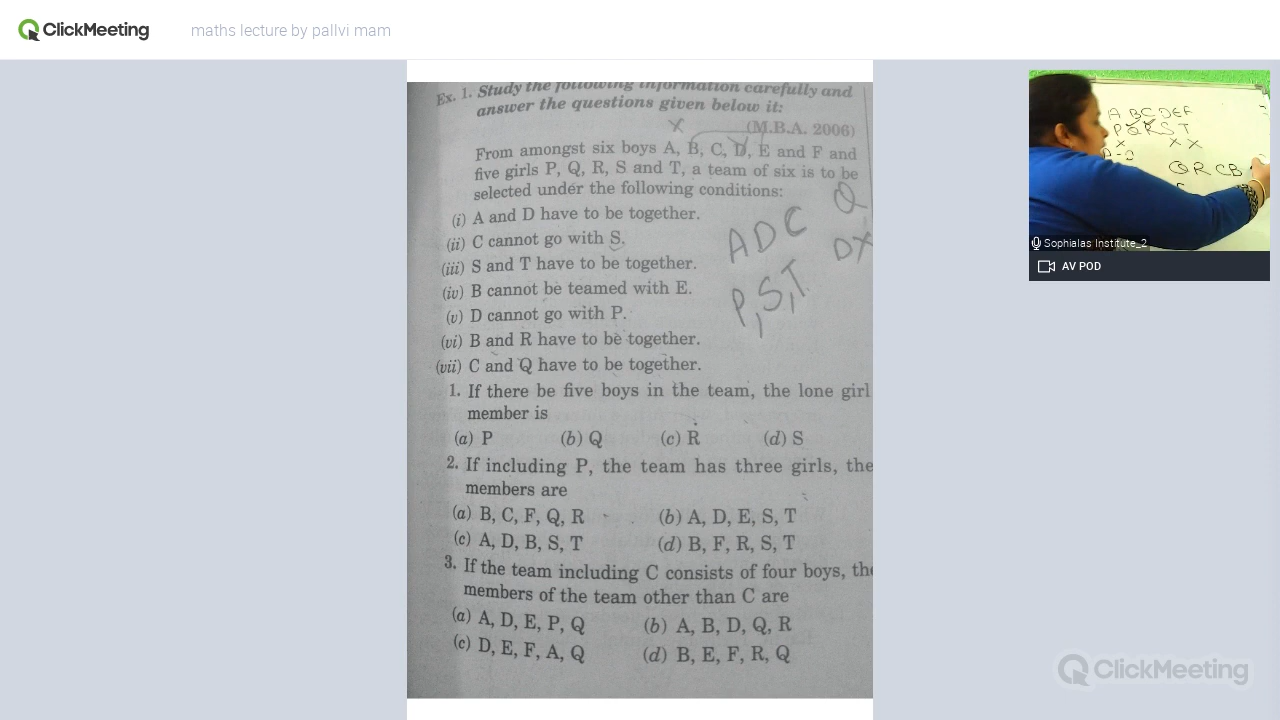 ClickMeeting
maths lecture by pallvi mam
Ex. 1. Study the following information carefully and
answer the questions given below it:
(M.B.A. 2006)
From amongst six boys A, B, C, D, E and F and
five girls P, Q, R, S and T, a team of six is to be
selected under the following conditions:
(i) A and D have to be together.
(ii) C cannot go with S.
(iii) S and T have to be together.
(iv) B cannot be teamed with E.
(v) D cannot go with P.
(vi) B and R have to be together.
(vii) C and Q have to be together.
A D C
Q
D X
P, S, T
1. If there be five boys in the team, the lone girl
member is
(a) P (b) Q (c) R (d) S
2. If including P, the team has three girls, the
members are
(a) B, C, F, Q, R (b) A, D, E, S, T
(c) A, D, B, S, T (d) B, F, R, S, T
3. If the team including C consists of four boys, the
members of the team other than C are
(a) A, D, E, P, Q (b) A, B, D, Q, R
(c) D, E, F, A, Q (d) B, E, F, R, Q
A B C D E F
P Q R S T
X X X
Q R C B
Sophialas Institute_2
AV POD
ClickMeeting